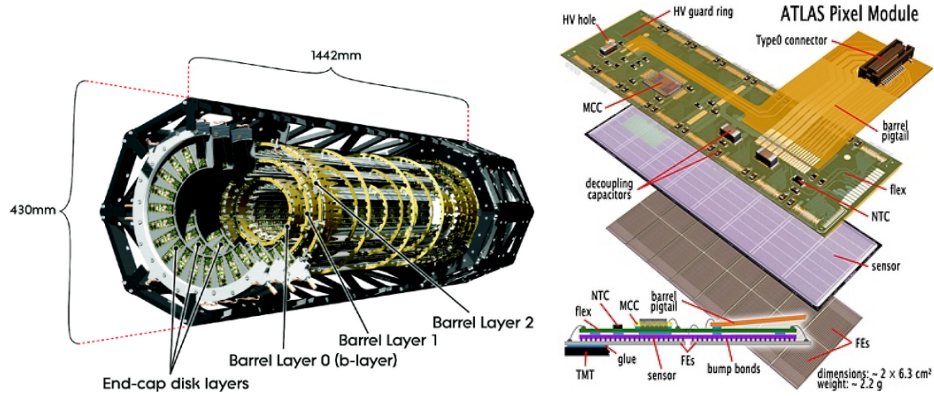 1442mm
430mm
Barrel Layer 2
Barrel Layer 1
Barrel Layer 0 (b-layer)
End-cap disk layers
ATLAS Pixel Module
HV guard ring
HV hole
Type0 connector
MCC
barrel
pigtail
decoupling
capacitors
flex
NTC
sensor
barrel
pigtail
NTC
MCC
flex
FEs
glue
TMT
sensor
FEs
bump bonds
dimensions: ~ 2 × 6.3 cm²
weight: ~ 2.2 g